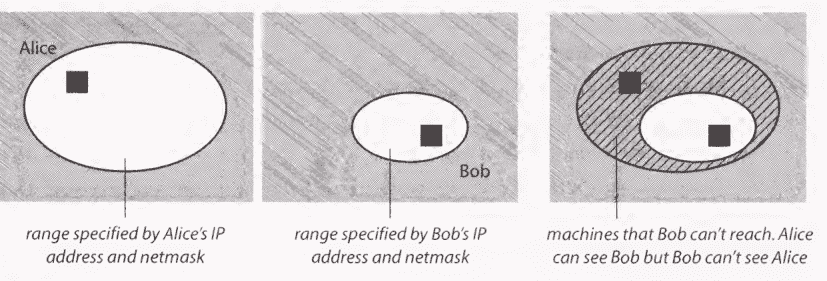 Alice
Bob
range specified by Alice's IP
address and netmask
range specified by Bob's IP
address and netmask
machines that Bob can't reach. Alice
can see Bob but Bob can't see Alice